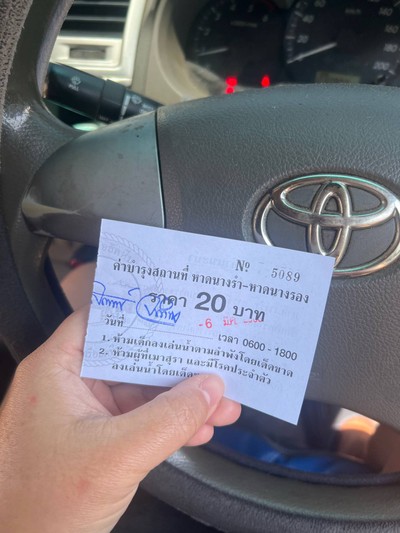 Nº 5089
ค่าบำรุงสถานที่ หาดนางรำ-หาดนางรอง
ราคา 20 บาท
-6
วันที่ เวลา 0600 - 1800
1. ห้ามเด็กลงเล่นน้ำตามลำพังโดยเด็ดขาด
2. ห้ามผู้ที่เมาสุรา และมีโรคประจำตัว
ลงเล่นน้ำโดยเด็ด